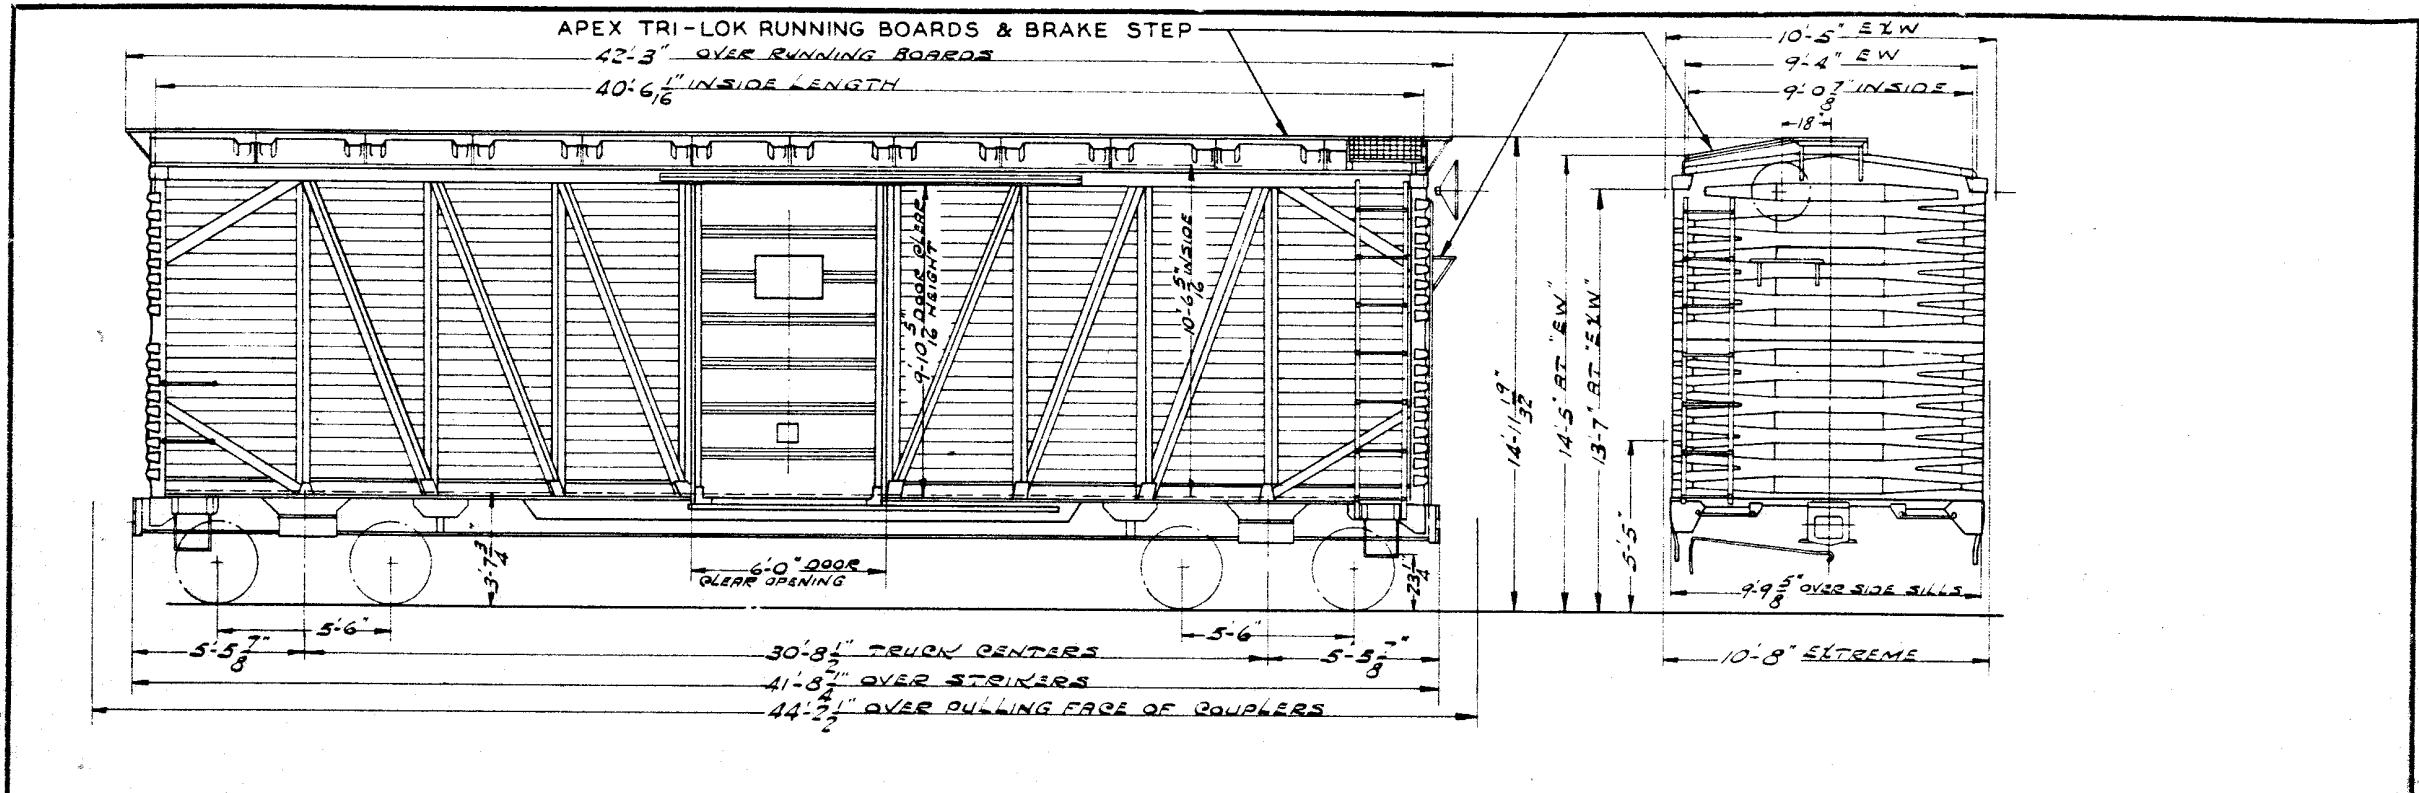 APEX TRI-LOK RUNNING BOARDS & BRAKE STEP
42'-3" OVER RUNNING BOARDS
40'-6 1/16" INSIDE LENGTH
10'-5" EXW
9'-4" EW
9'-0 7/8" INSIDE
18"
9'-10 5/16" DOOR CLEAR
HEIGHT
10'-6 5/16" INSIDE
14'-11 19/32"
14'-5" AT "EW"
13'-7" AT "EXW"
5'-5"
3'-7 3/4"
6'-0" DOOR
CLEAR OPENING
23 1/4
9'-9 5/8" OVER SIDE SILLS
5'-6"
5'-6"
5'-5 7/8"
30'-8 1/2" TRUCK CENTERS
5'-5 7/8"
10'-8" EXTREME
41'-8 1/4" OVER STRIKERS
44'-2 1/2" OVER PULLING FACE OF COUPLERS